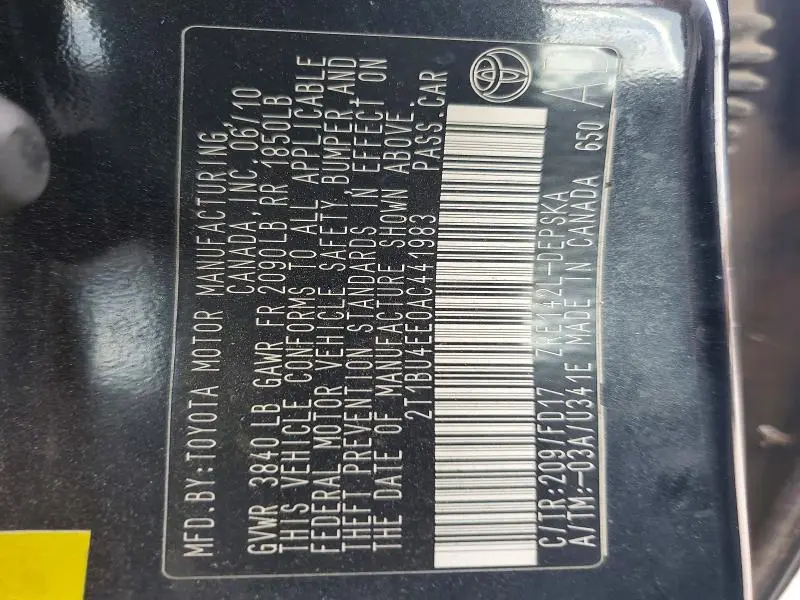 MFD.BY:TOYOTA MOTOR MANUFACTURING
CANADA, INC. 06/10
GVWR 3840 LB GAWR FR 2090LB RR 1850LB
THIS VEHICLE CONFORMS TO ALL APPLICABLE
FEDERAL MOTOR VEHICLE SAFETY, BUMPER, AND
THEFT PREVENTION STANDARDS IN EFFECT ON
THE DATE OF MANUFACTURE SHOWN ABOVE.
2T1BU4EE0AC441983 PASS.CAR
C/TR:209/FD17 ZRE142L-DEPSKA
A/TM:-03A/U341E MADE IN CANADA 650